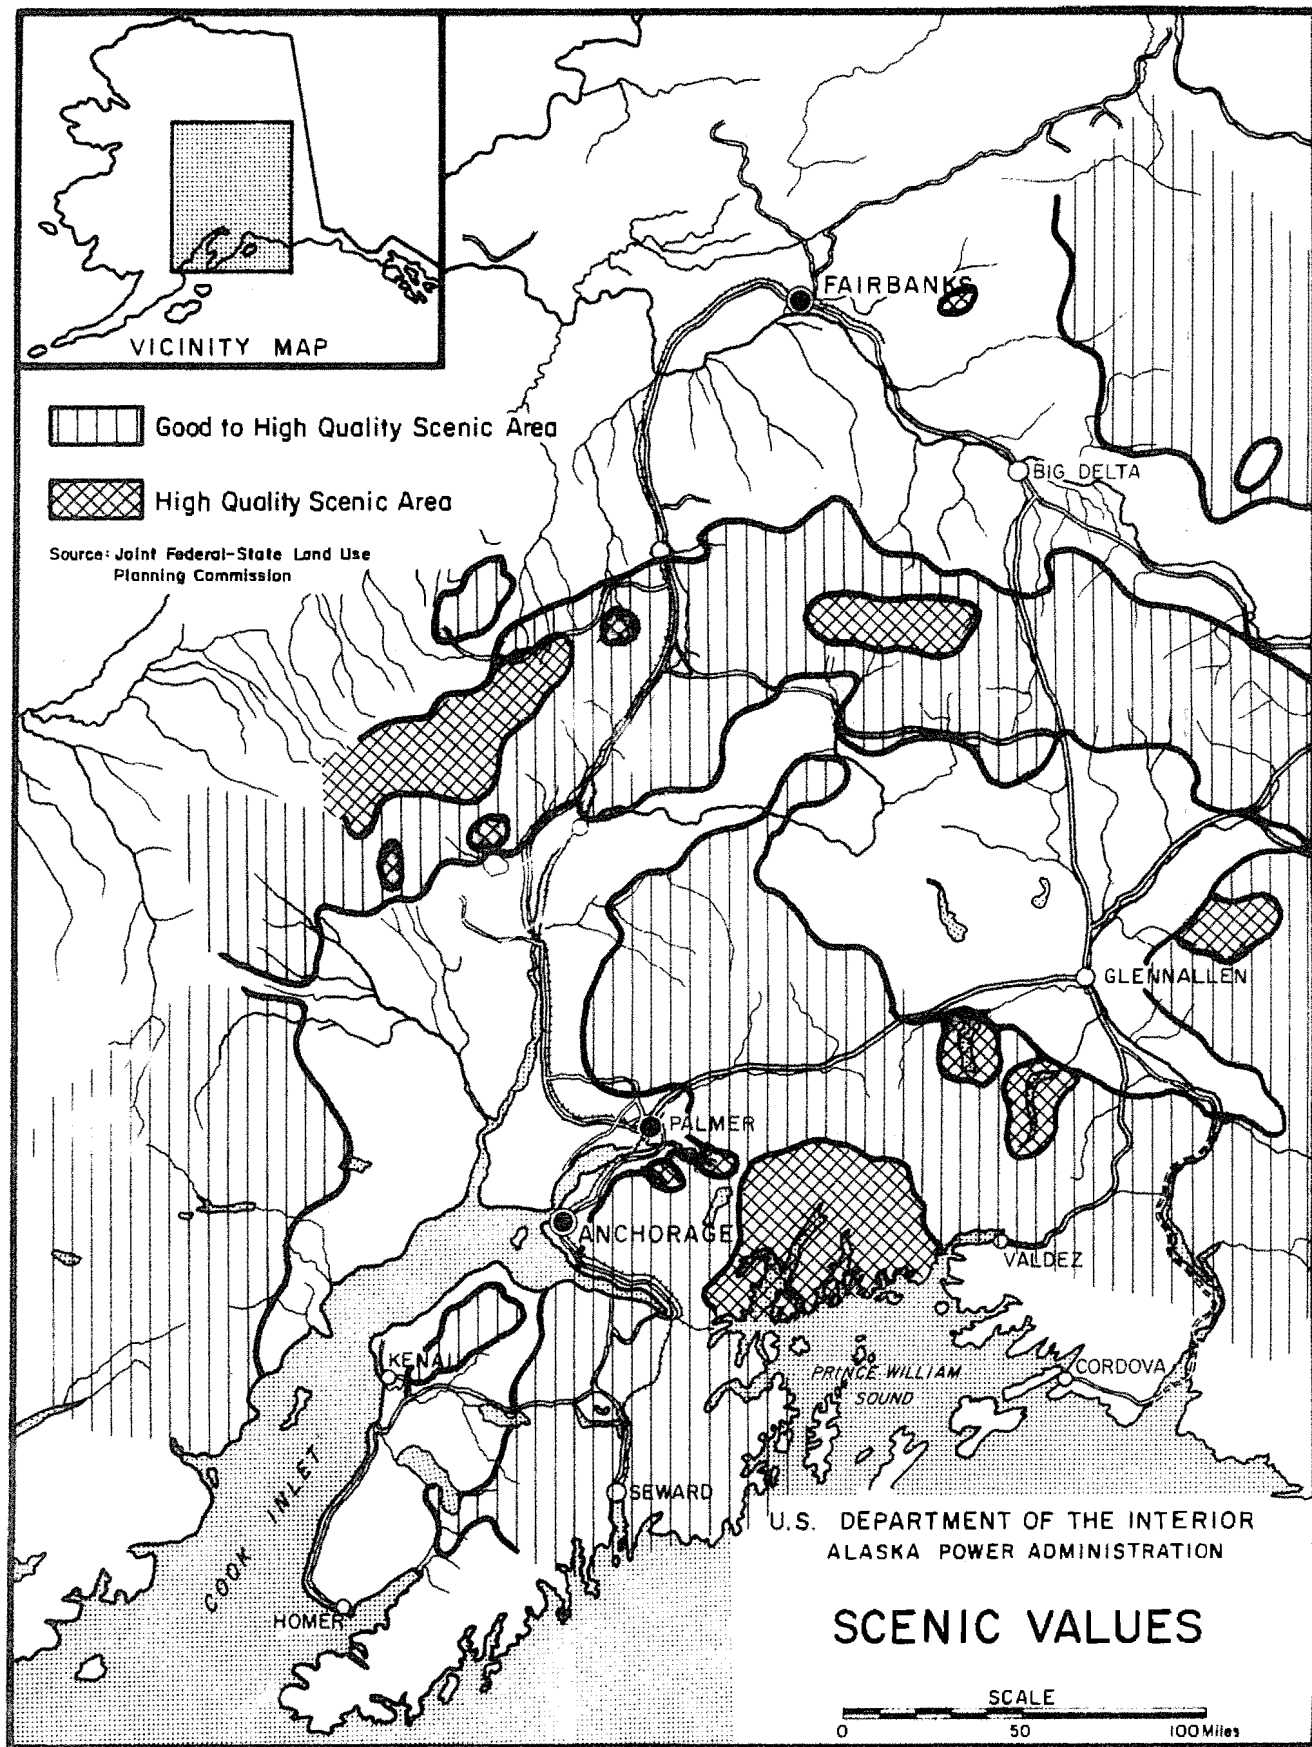 VICINITY MAP
Good to High Quality Scenic Area
High Quality Scenic Area
Source: Joint Federal-State Land Use
Planning Commission
FAIRBANKS
BIG DELTA
GLENNALLEN
PALMER
ANCHORAGE
VALDEZ
KENAI
CORDOVA
PRINCE WILLIAM
SOUND
SEWARD
COOK INLET
HOMER
U.S. DEPARTMENT OF THE INTERIOR
ALASKA POWER ADMINISTRATION
SCENIC VALUES
SCALE
0 50 100 Miles